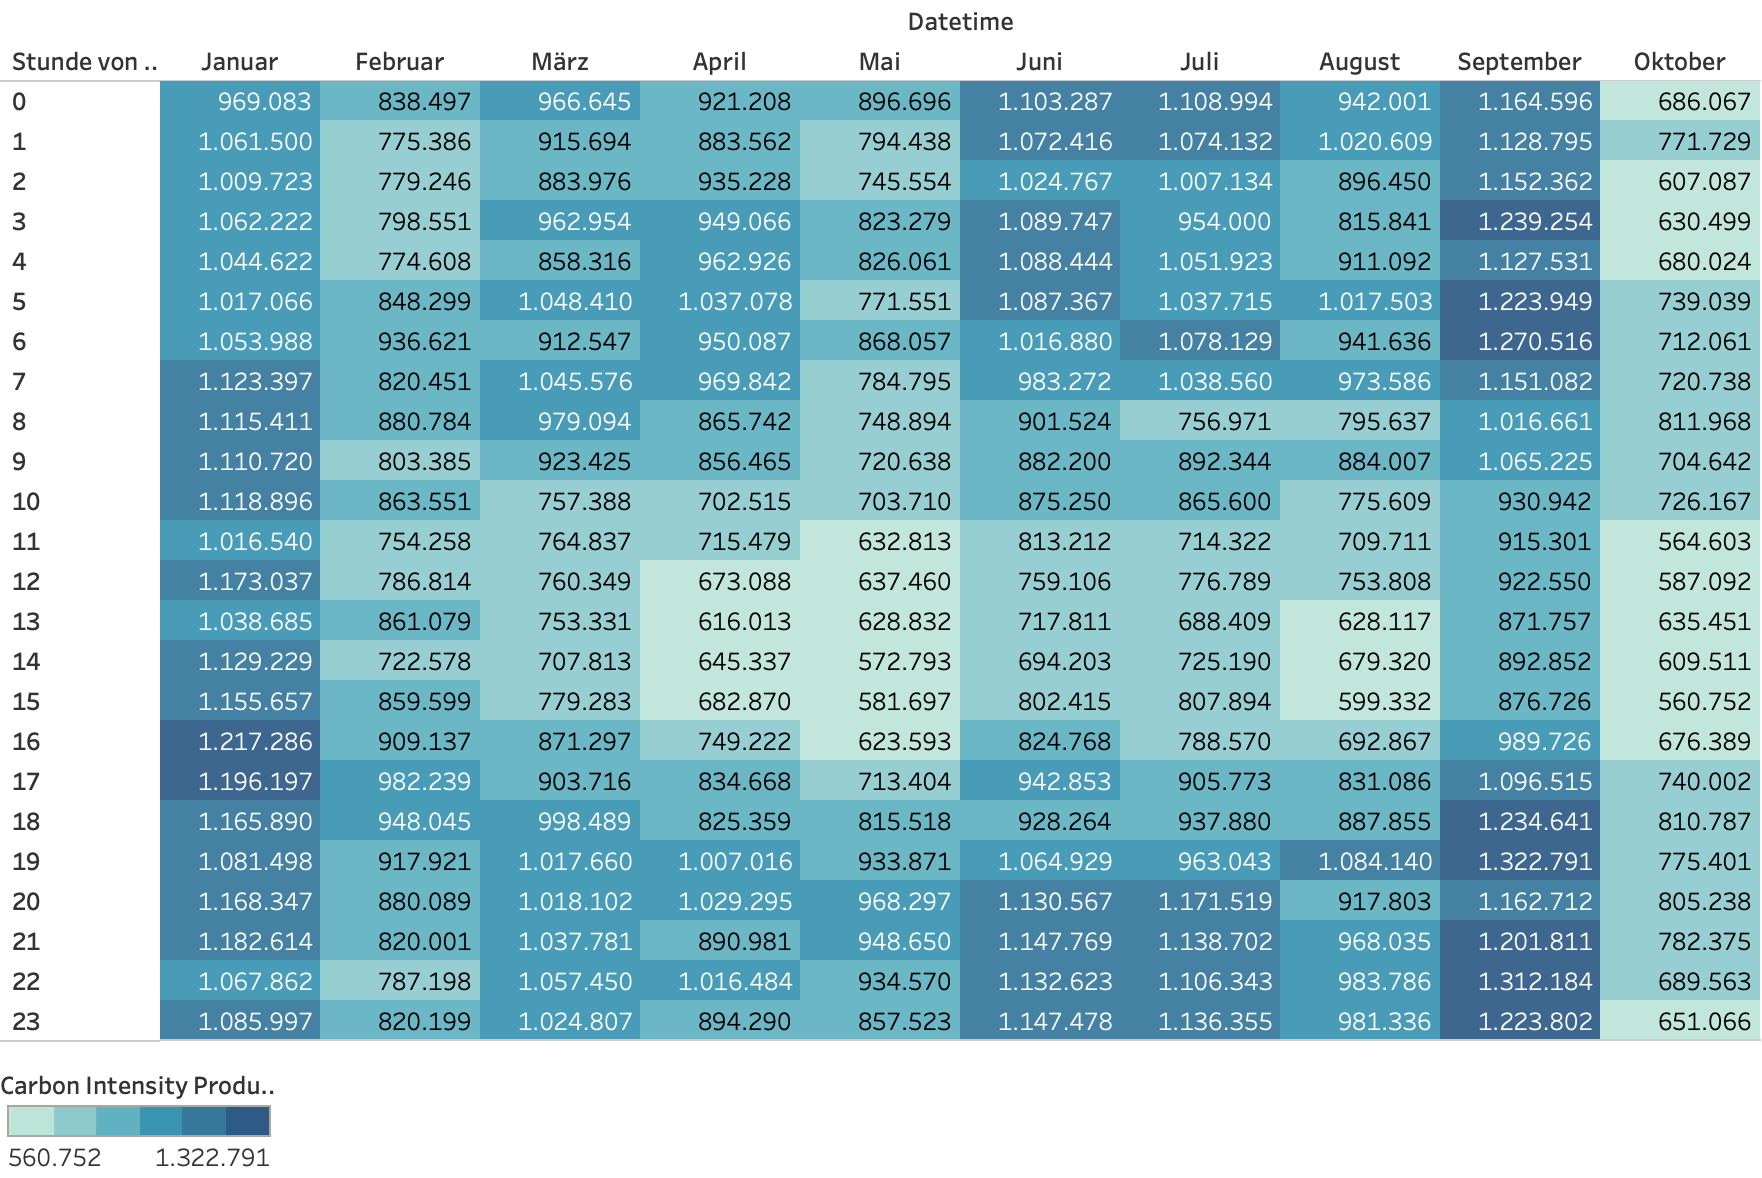 Datetime
Stunde von .. Januar Februar März April Mai Juni Juli August September Oktober
0 969.083 838.497 966.645 921.208 896.696 1.103.287 1.108.994 942.001 1.164.596 686.067
1 1.061.500 775.386 915.694 883.562 794.438 1.072.416 1.074.132 1.020.609 1.128.795 771.729
2 1.009.723 779.246 883.976 935.228 745.554 1.024.767 1.007.134 896.450 1.152.362 607.087
3 1.062.222 798.551 962.954 949.066 823.279 1.089.747 954.000 815.841 1.239.254 630.499
4 1.044.622 774.608 858.316 962.926 826.061 1.088.444 1.051.923 911.092 1.127.531 680.024
5 1.017.066 848.299 1.048.410 1.037.078 771.551 1.087.367 1.037.715 1.017.503 1.223.949 739.039
6 1.053.988 936.621 912.547 950.087 868.057 1.016.880 1.078.129 941.636 1.270.516 712.061
7 1.123.397 820.451 1.045.576 969.842 784.795 983.272 1.038.560 973.586 1.151.082 720.738
8 1.115.411 880.784 979.094 865.742 748.894 901.524 756.971 795.637 1.016.661 811.968
9 1.110.720 803.385 923.425 856.465 720.638 882.200 892.344 884.007 1.065.225 704.642
10 1.118.896 863.551 757.388 702.515 703.710 875.250 865.600 775.609 930.942 726.167
11 1.016.540 754.258 764.837 715.479 632.813 813.212 714.322 709.711 915.301 564.603
12 1.173.037 786.814 760.349 673.088 637.460 759.106 776.789 753.808 922.550 587.092
13 1.038.685 861.079 753.331 616.013 628.832 717.811 688.409 628.117 871.757 635.451
14 1.129.229 722.578 707.813 645.337 572.793 694.203 725.190 679.320 892.852 609.511
15 1.155.657 859.599 779.283 682.870 581.697 802.415 807.894 599.332 876.726 560.752
16 1.217.286 909.137 871.297 749.222 623.593 824.768 788.570 692.867 989.726 676.389
17 1.196.197 982.239 903.716 834.668 713.404 942.853 905.773 831.086 1.096.515 740.002
18 1.165.890 948.045 998.489 825.359 815.518 928.264 937.880 887.855 1.234.641 810.787
19 1.081.498 917.921 1.017.660 1.007.016 933.871 1.064.929 963.043 1.084.140 1.322.791 775.401
20 1.168.347 880.089 1.018.102 1.029.295 968.297 1.130.567 1.171.519 917.803 1.162.712 805.238
21 1.182.614 820.001 1.037.781 890.981 948.650 1.147.769 1.138.702 968.035 1.201.811 782.375
22 1.067.862 787.198 1.057.450 1.016.484 934.570 1.132.623 1.106.343 983.786 1.312.184 689.563
23 1.085.997 820.199 1.024.807 894.290 857.523 1.147.478 1.136.355 981.336 1.223.802 651.066
Carbon Intensity Produ..
560.752 1.322.791